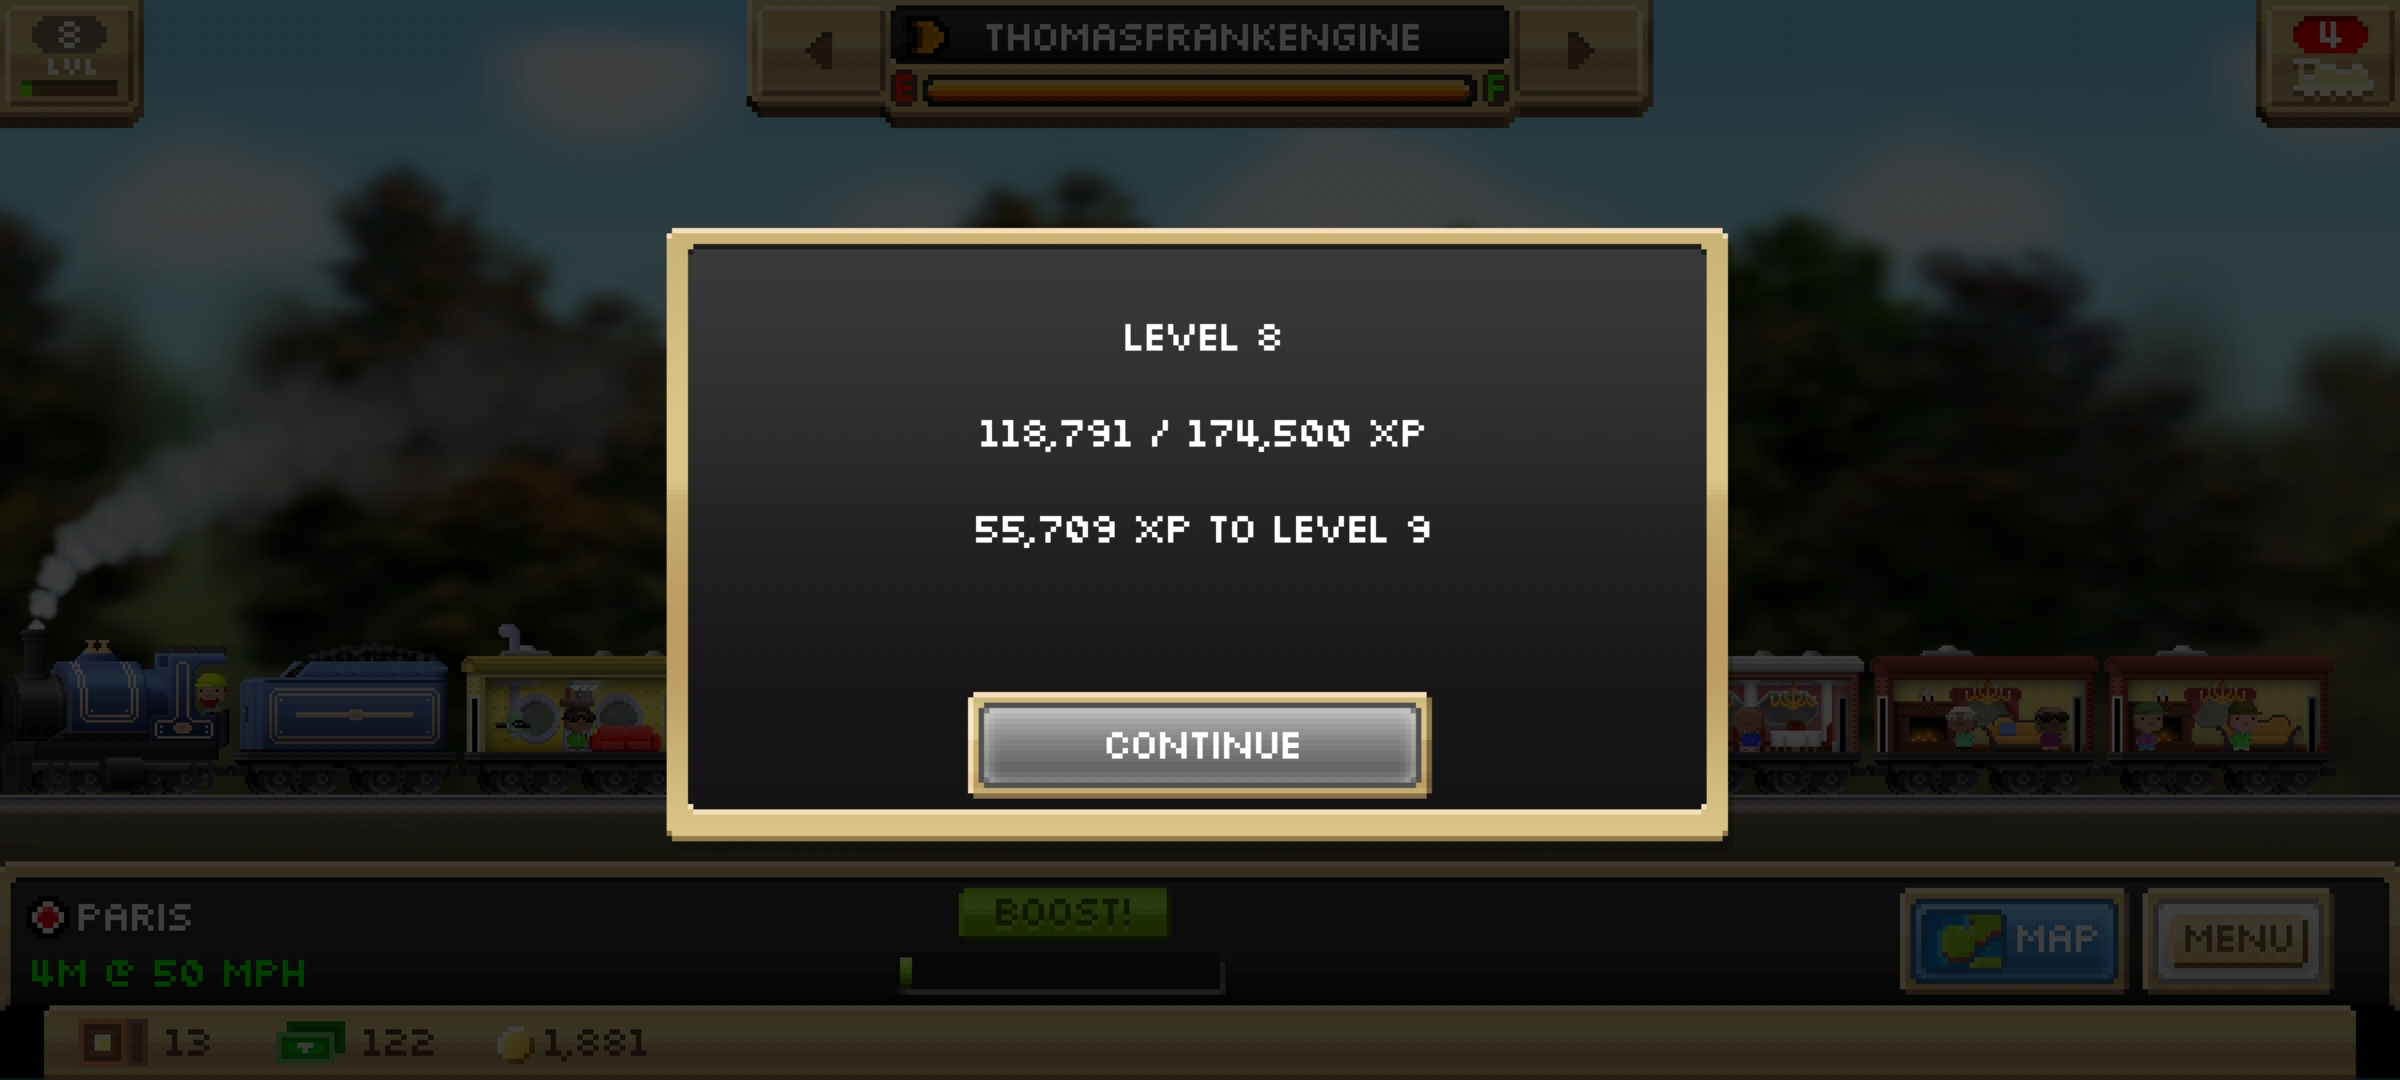 8
LVL
THOMASFRANKENGINE
E F
4
LEVEL 8
118,791 / 174,500 XP
55,709 XP TO LEVEL 9
CONTINUE
PARIS
4M @ 50 MPH
BOOST!
MAP
MENU
13 122 1,881